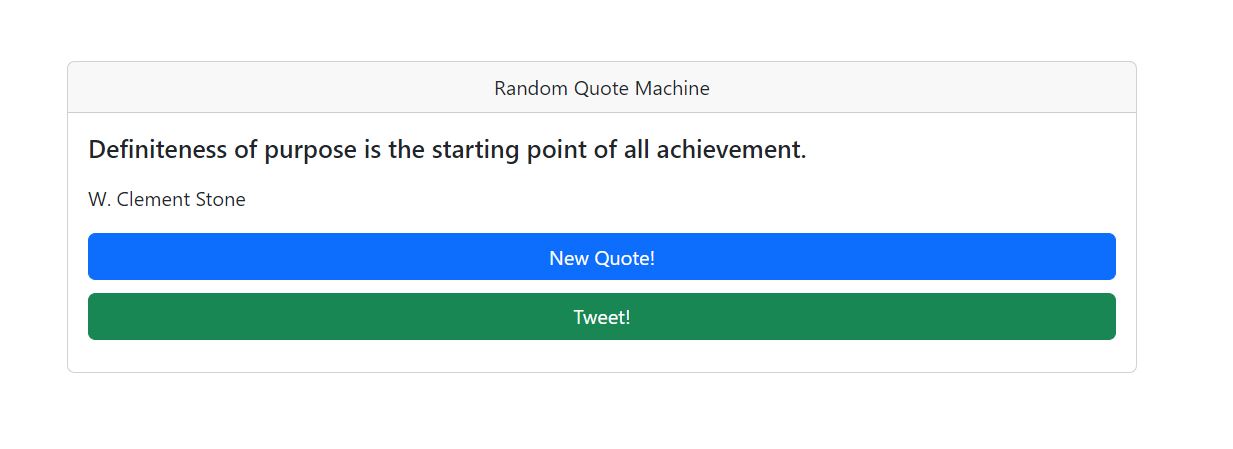 Random Quote Machine
Definiteness of purpose is the starting point of all achievement.
W. Clement Stone
New Quote!
Tweet!